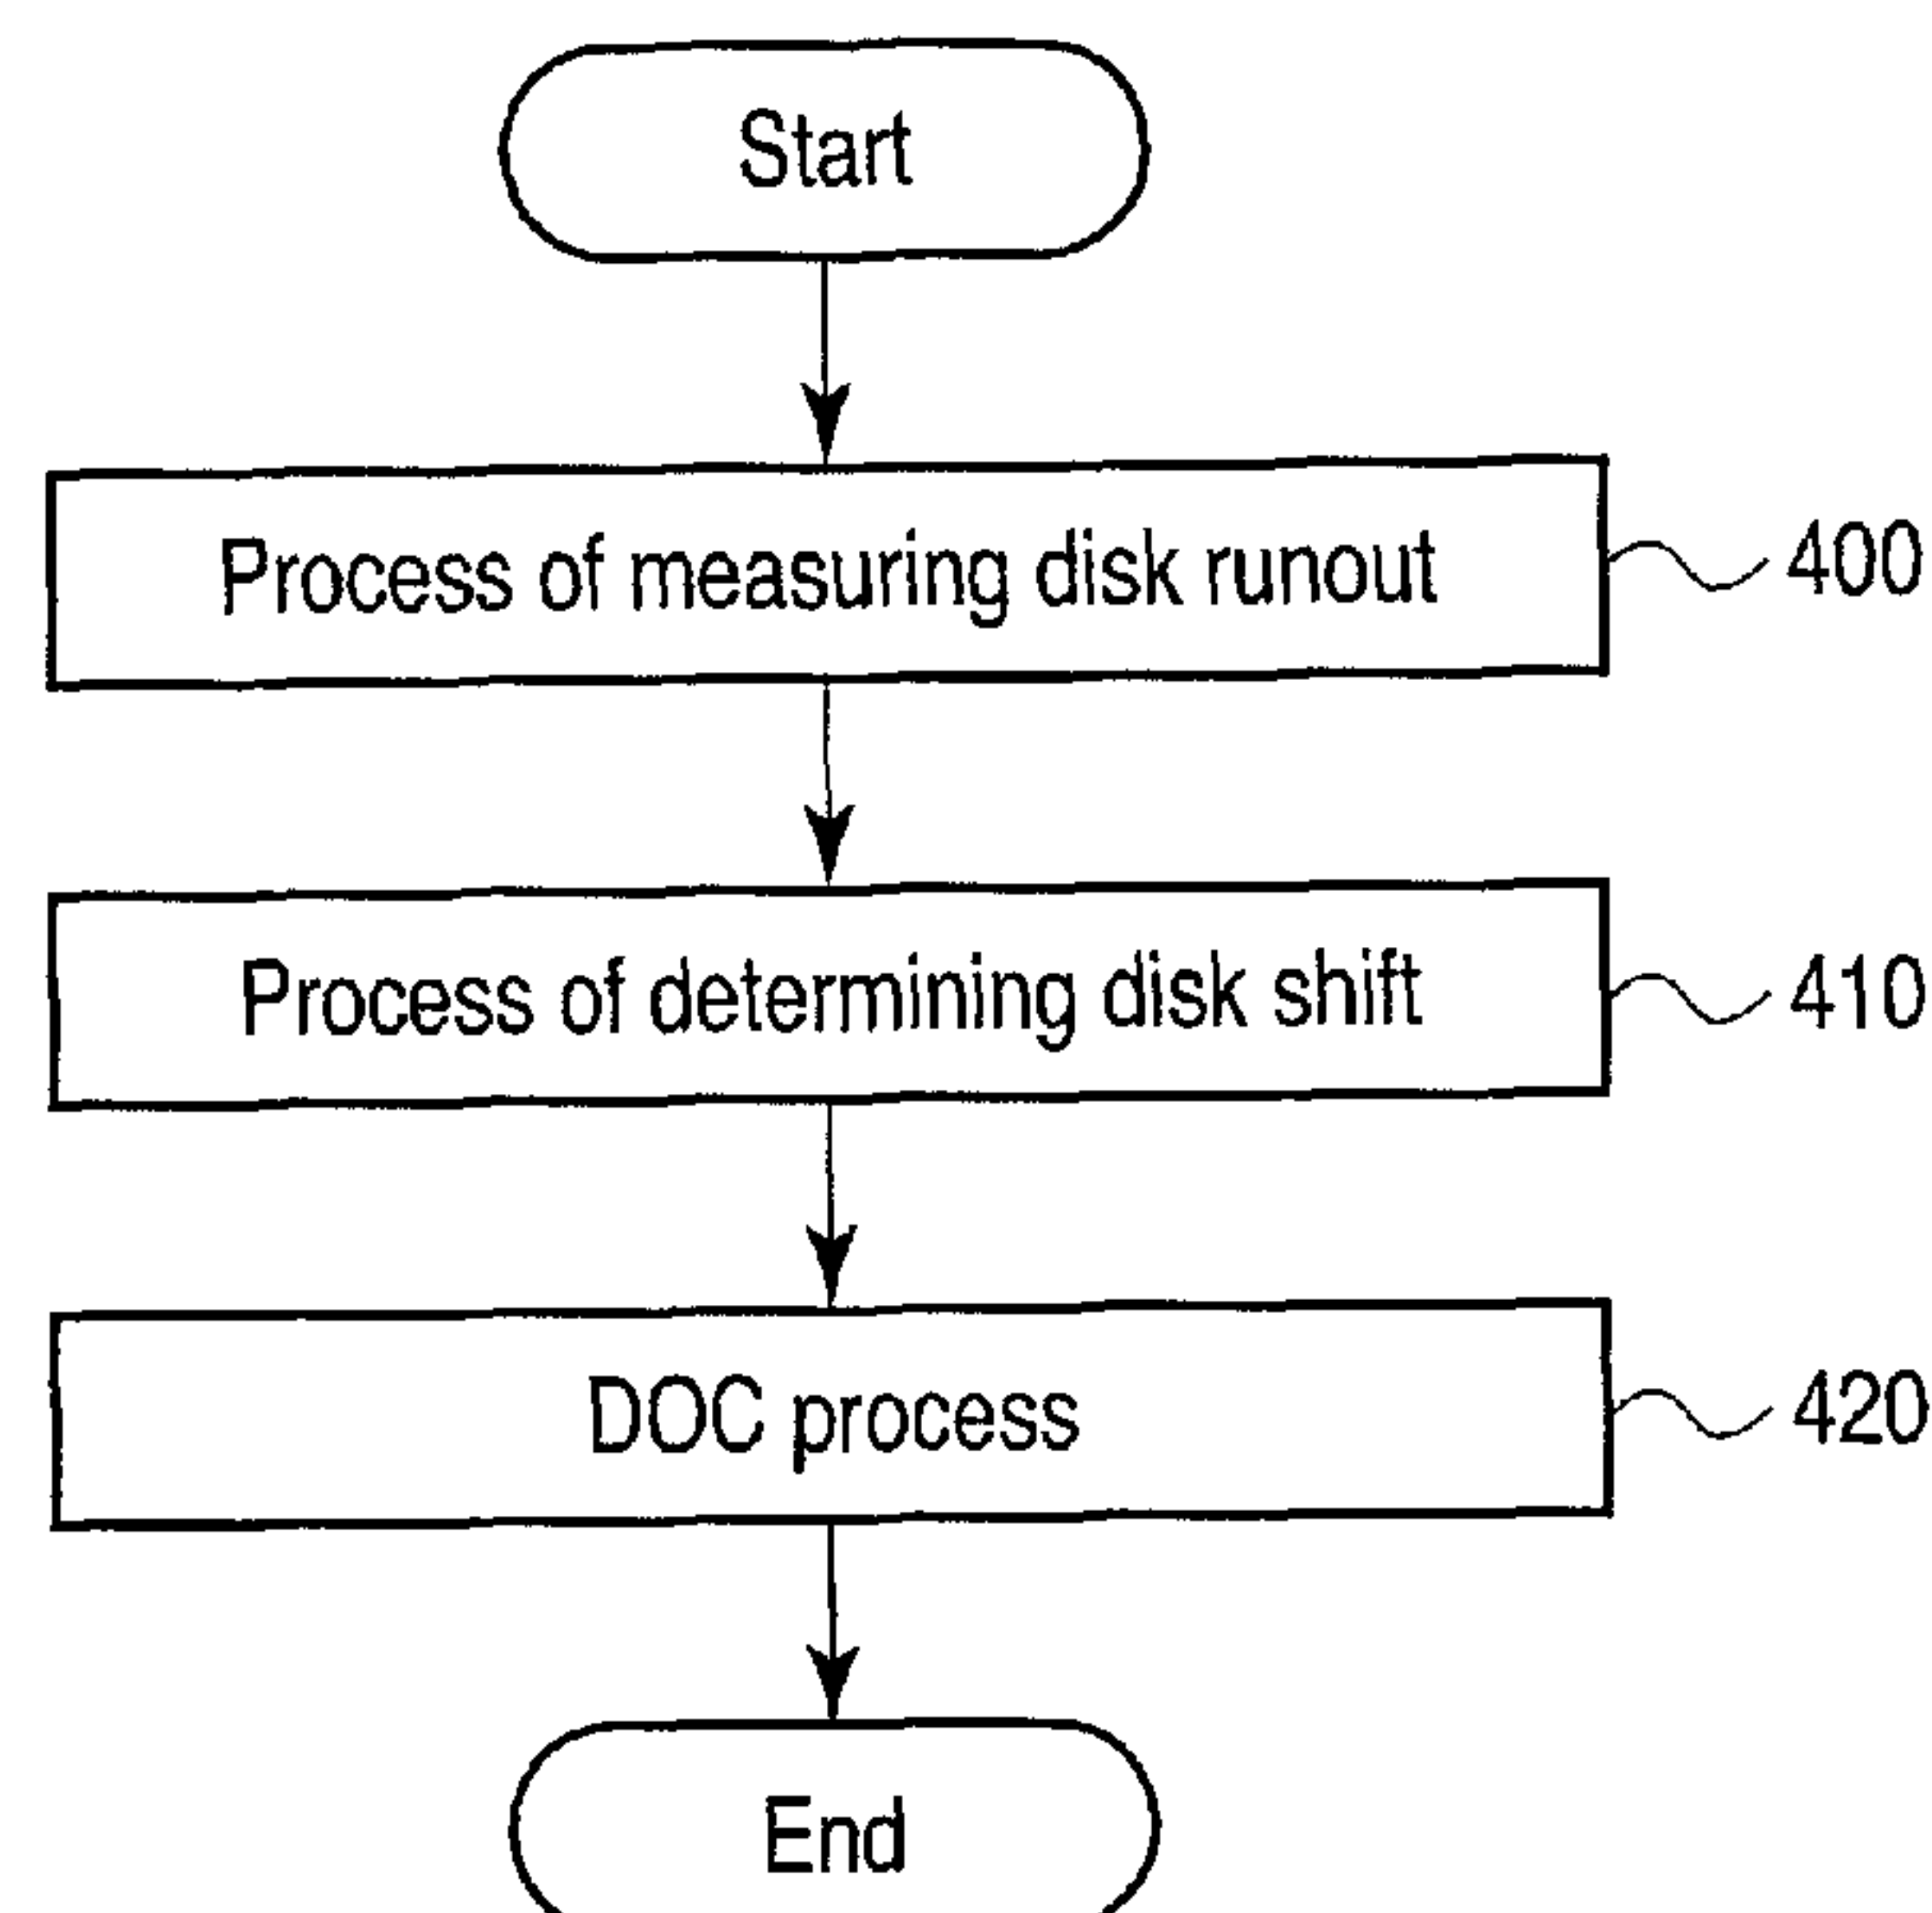 Start
Process of measuring disk runout
400
Process of determining disk shift
410
DOC process
420
End